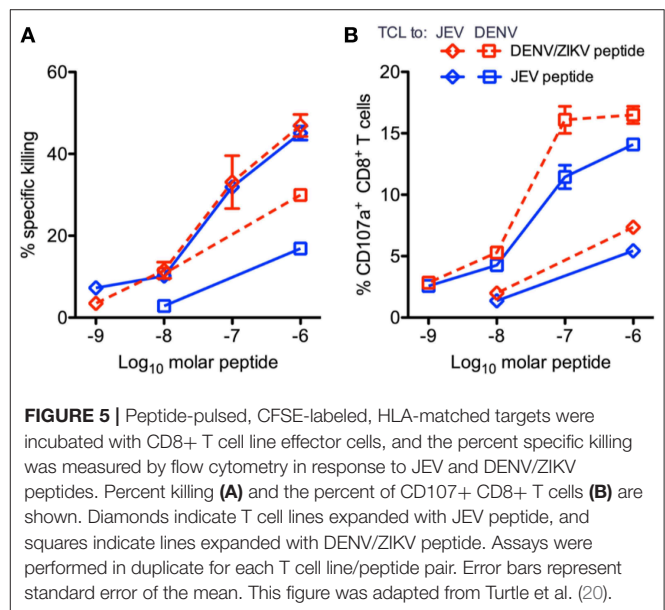 A
B
TCL to: JEV DENV
DENV/ZIKV peptide
JEV peptide
% specific killing
60
40
20
0
-9 -8 -7 -6
Log10 molar peptide
% CD107a+ CD8+ T cells
20
15
10
5
0
-9 -8 -7 -6
Log10 molar peptide
FIGURE 5 | Peptide-pulsed, CFSE-labeled, HLA-matched targets were
incubated with CD8+ T cell line effector cells, and the percent specific killing
was measured by flow cytometry in response to JEV and DENV/ZIKV
peptides. Percent killing (A) and the percent of CD107+ CD8+ T cells (B) are
shown. Diamonds indicate T cell lines expanded with JEV peptide, and
squares indicate lines expanded with DENV/ZIKV peptide. Assays were
performed in duplicate for each T cell line/peptide pair. Error bars represent
standard error of the mean. This figure was adapted from Turtle et al. (20).